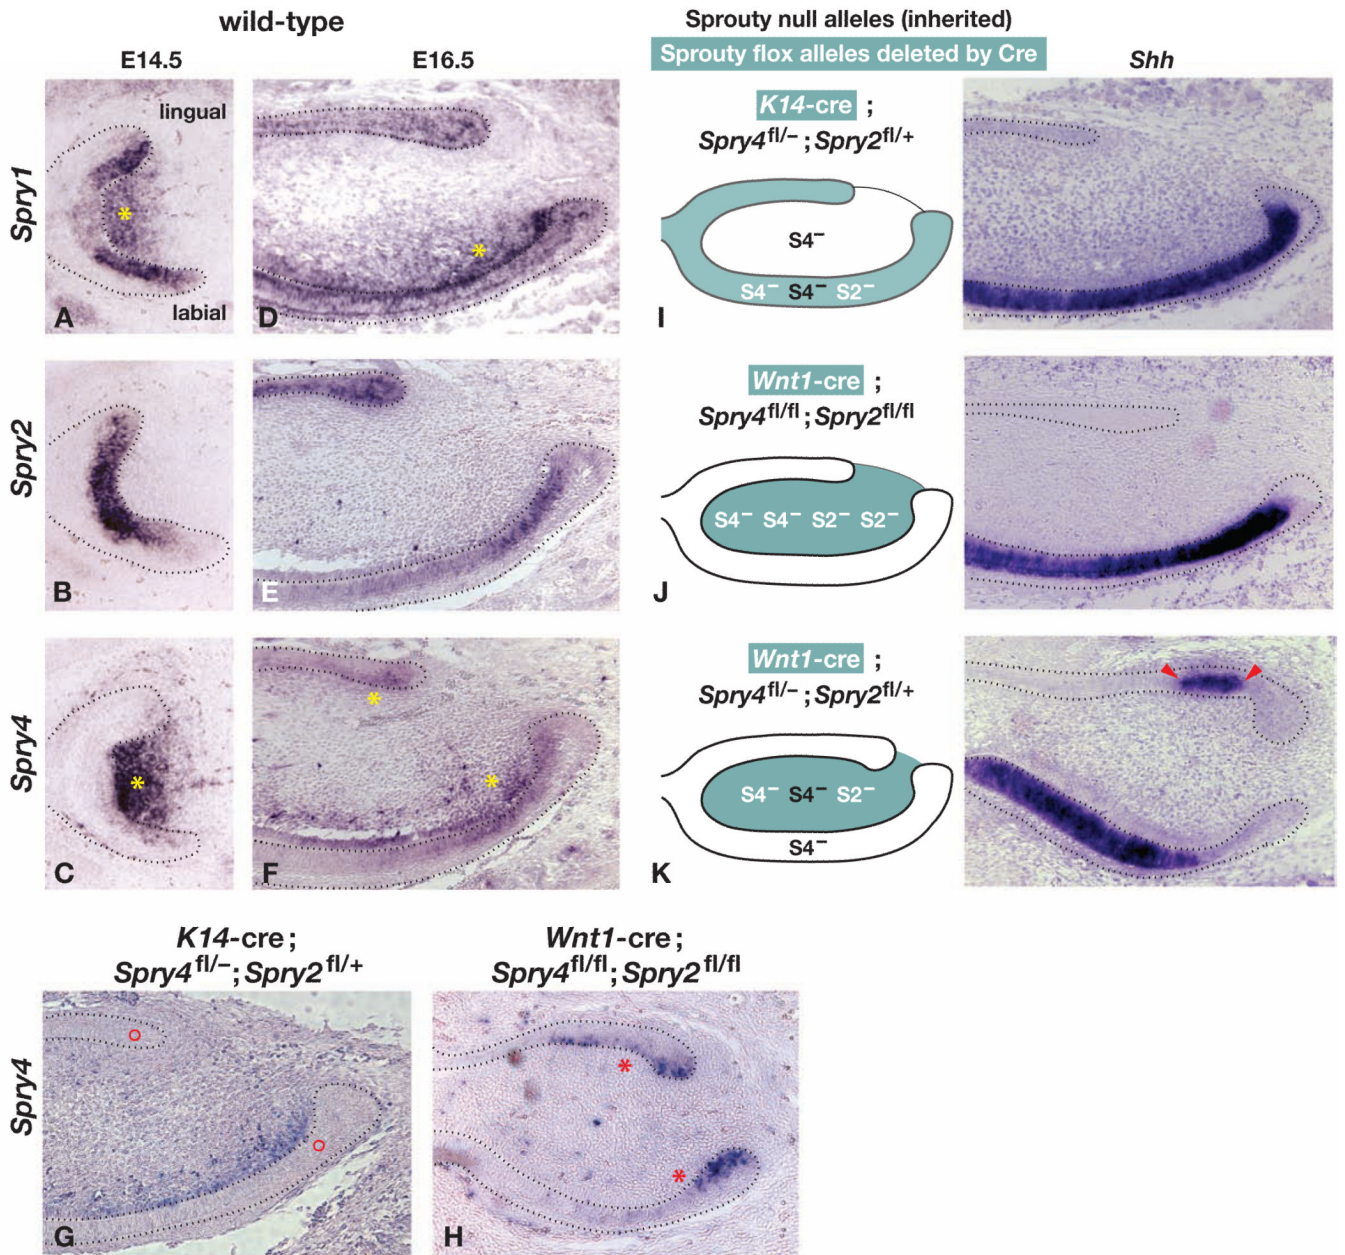 wild-type
E14.5
E16.5
Spry1
lingual
*
labial
A
*
D
Spry2
B
E
Spry4
*
C
*
*
F
Sprouty null alleles (inherited)
Sprouty flox alleles deleted by Cre
Shh
K14-cre ;
Spry4fl/– ; Spry2fl/+
S4–
S4– S4– S2–
I
Wnt1-cre ;
Spry4fl/fl ; Spry2fl/fl
S4– S4– S2– S2–
J
Wnt1-cre ;
Spry4fl/– ; Spry2fl/+
S4– S4– S2–
S4–
K
K14-cre ;
Spry4fl/– ; Spry2fl/+
Wnt1-cre ;
Spry4fl/fl ; Spry2fl/fl
Spry4
G
*
*
H